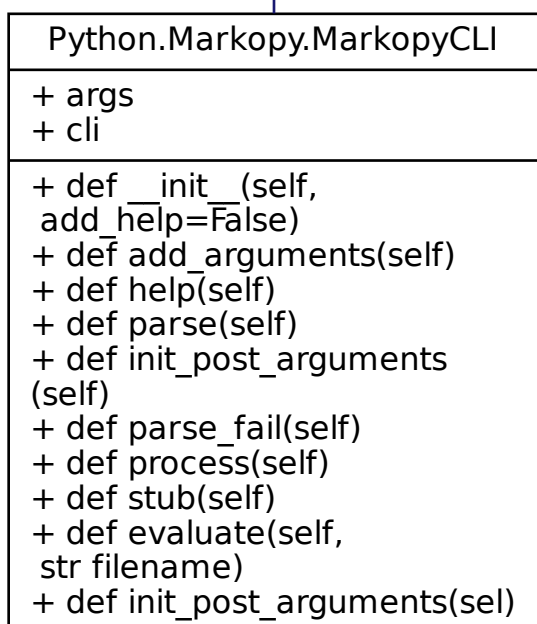 Python.Markopy.MarkopyCLI
+ args
+ cli
+ def __init__(self,
add_help=False)
+ def add_arguments(self)
+ def help(self)
+ def parse(self)
+ def init_post_arguments
(self)
+ def parse_fail(self)
+ def process(self)
+ def stub(self)
+ def evaluate(self,
str filename)
+ def init_post_arguments(sel)